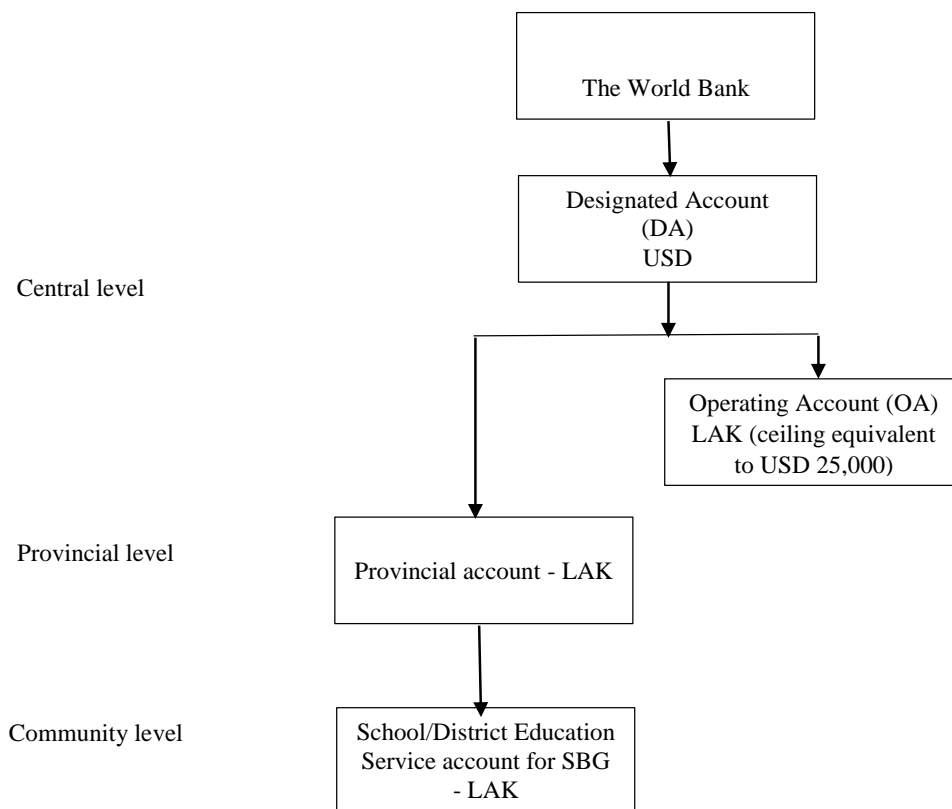 The World Bank
Designated Account
(DA)
USD
Central level
Operating Account (OA)
LAK (ceiling equivalent
to USD 25,000)
Provincial level
Provincial account - LAK
Community level
School/District Education
Service account for SBG
- LAK